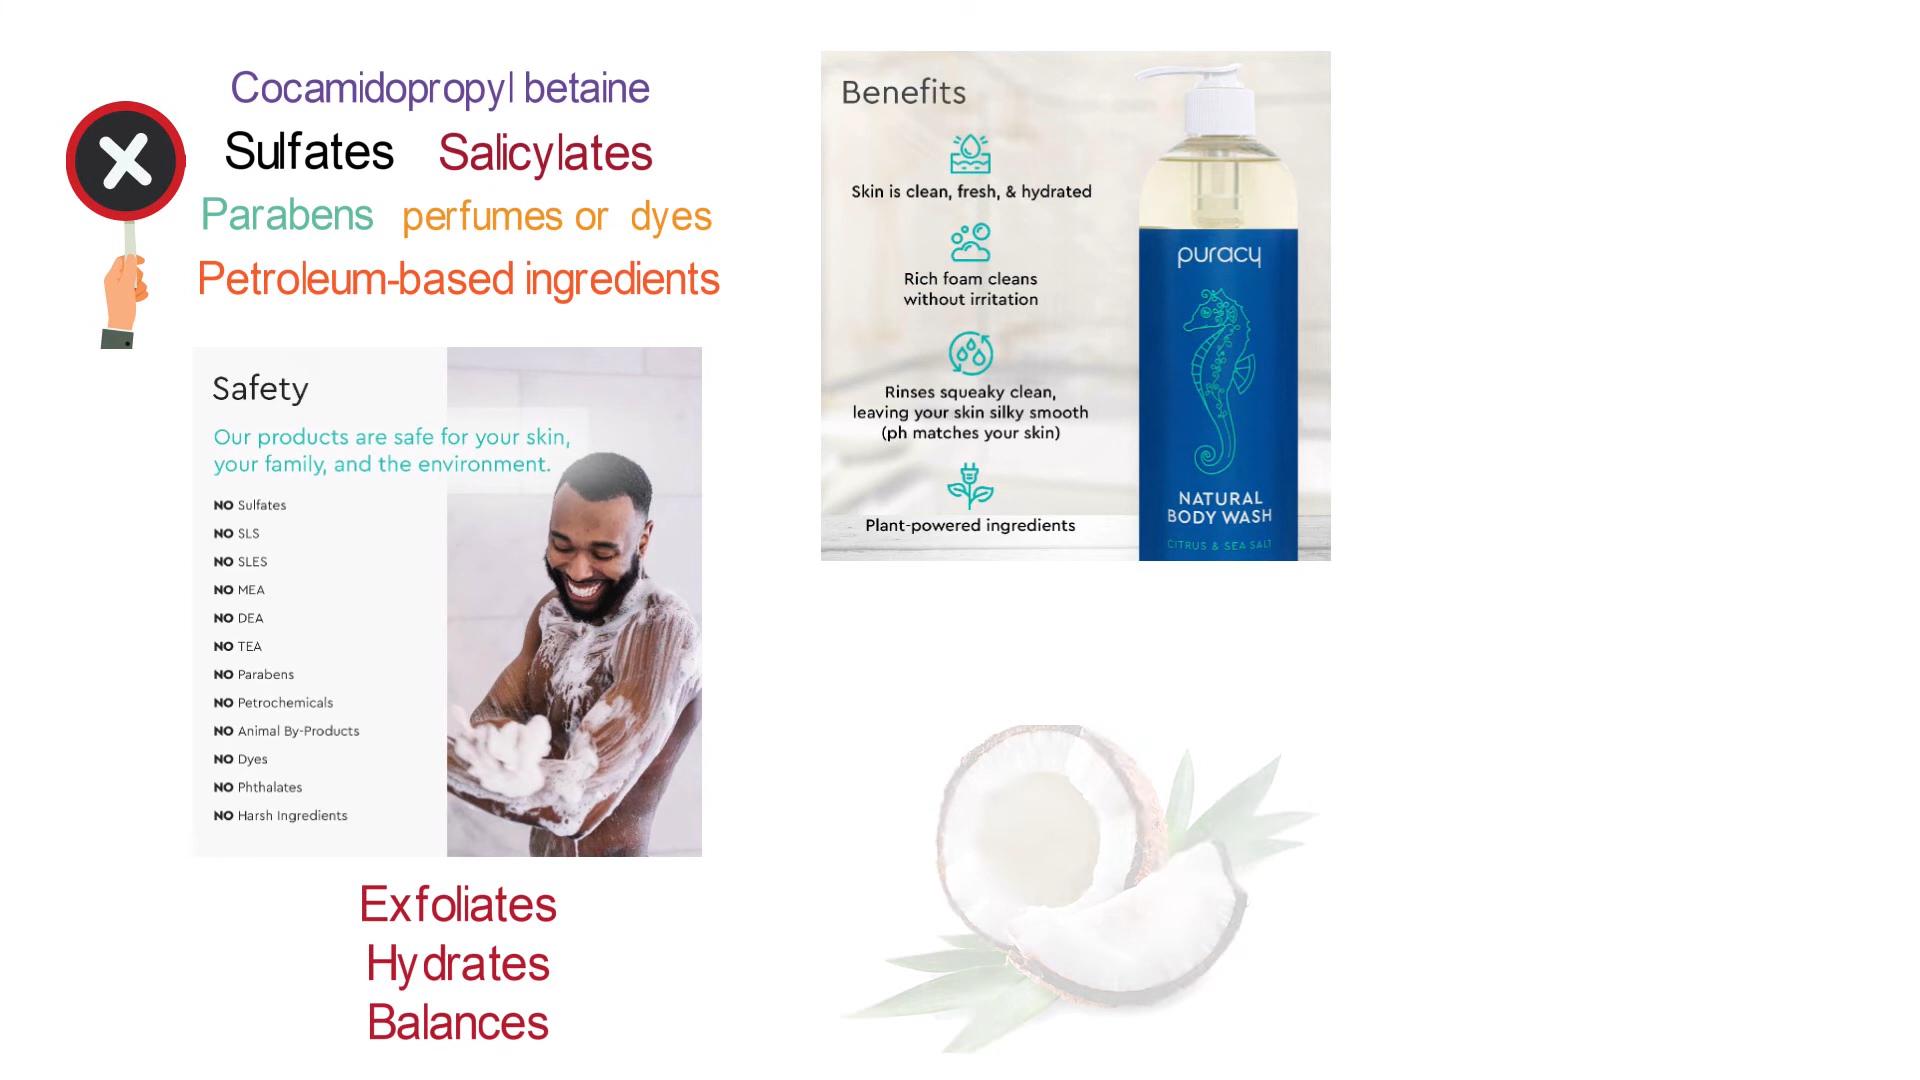 Cocamidopropyl betaine
Sulfates Salicylates
Parabens perfumes or dyes
Petroleum-based ingredients
Safety
Our products are safe for your skin,
your family, and the environment.
NO Sulfates
NO SLS
NO SLES
NO MEA
NO DEA
NO TEA
NO Parabens
NO Petrochemicals
NO Animal By-Products
NO Dyes
NO Phthalates
NO Harsh Ingredients
Exfoliates
Hydrates
Balances
Benefits
Skin is clean, fresh, & hydrated
Rich foam cleans
without irritation
Rinses squeaky clean,
leaving your skin silky smooth
(ph matches your skin)
Plant-powered ingredients
puracy
NATURAL
BODY WASH
CITRUS & SEA SALT